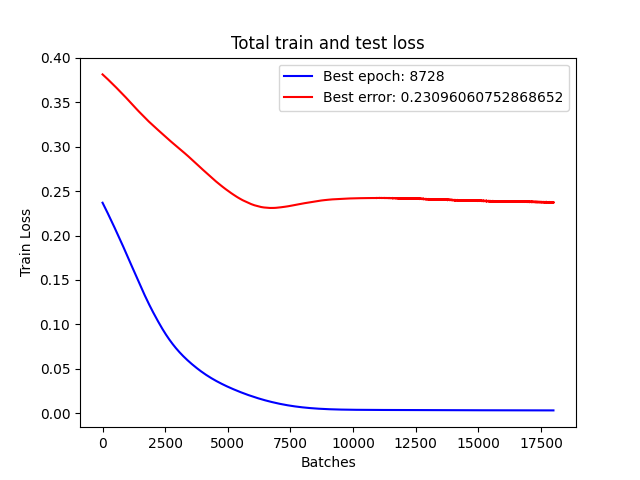 Total train and test loss
Best epoch: 8728
Best error: 0.23096060752868652
0.40
0.35
0.30
0.25
0.20
0.15
0.10
0.05
0.00
Train Loss
0 2500 5000 7500 10000 12500 15000 17500
Batches